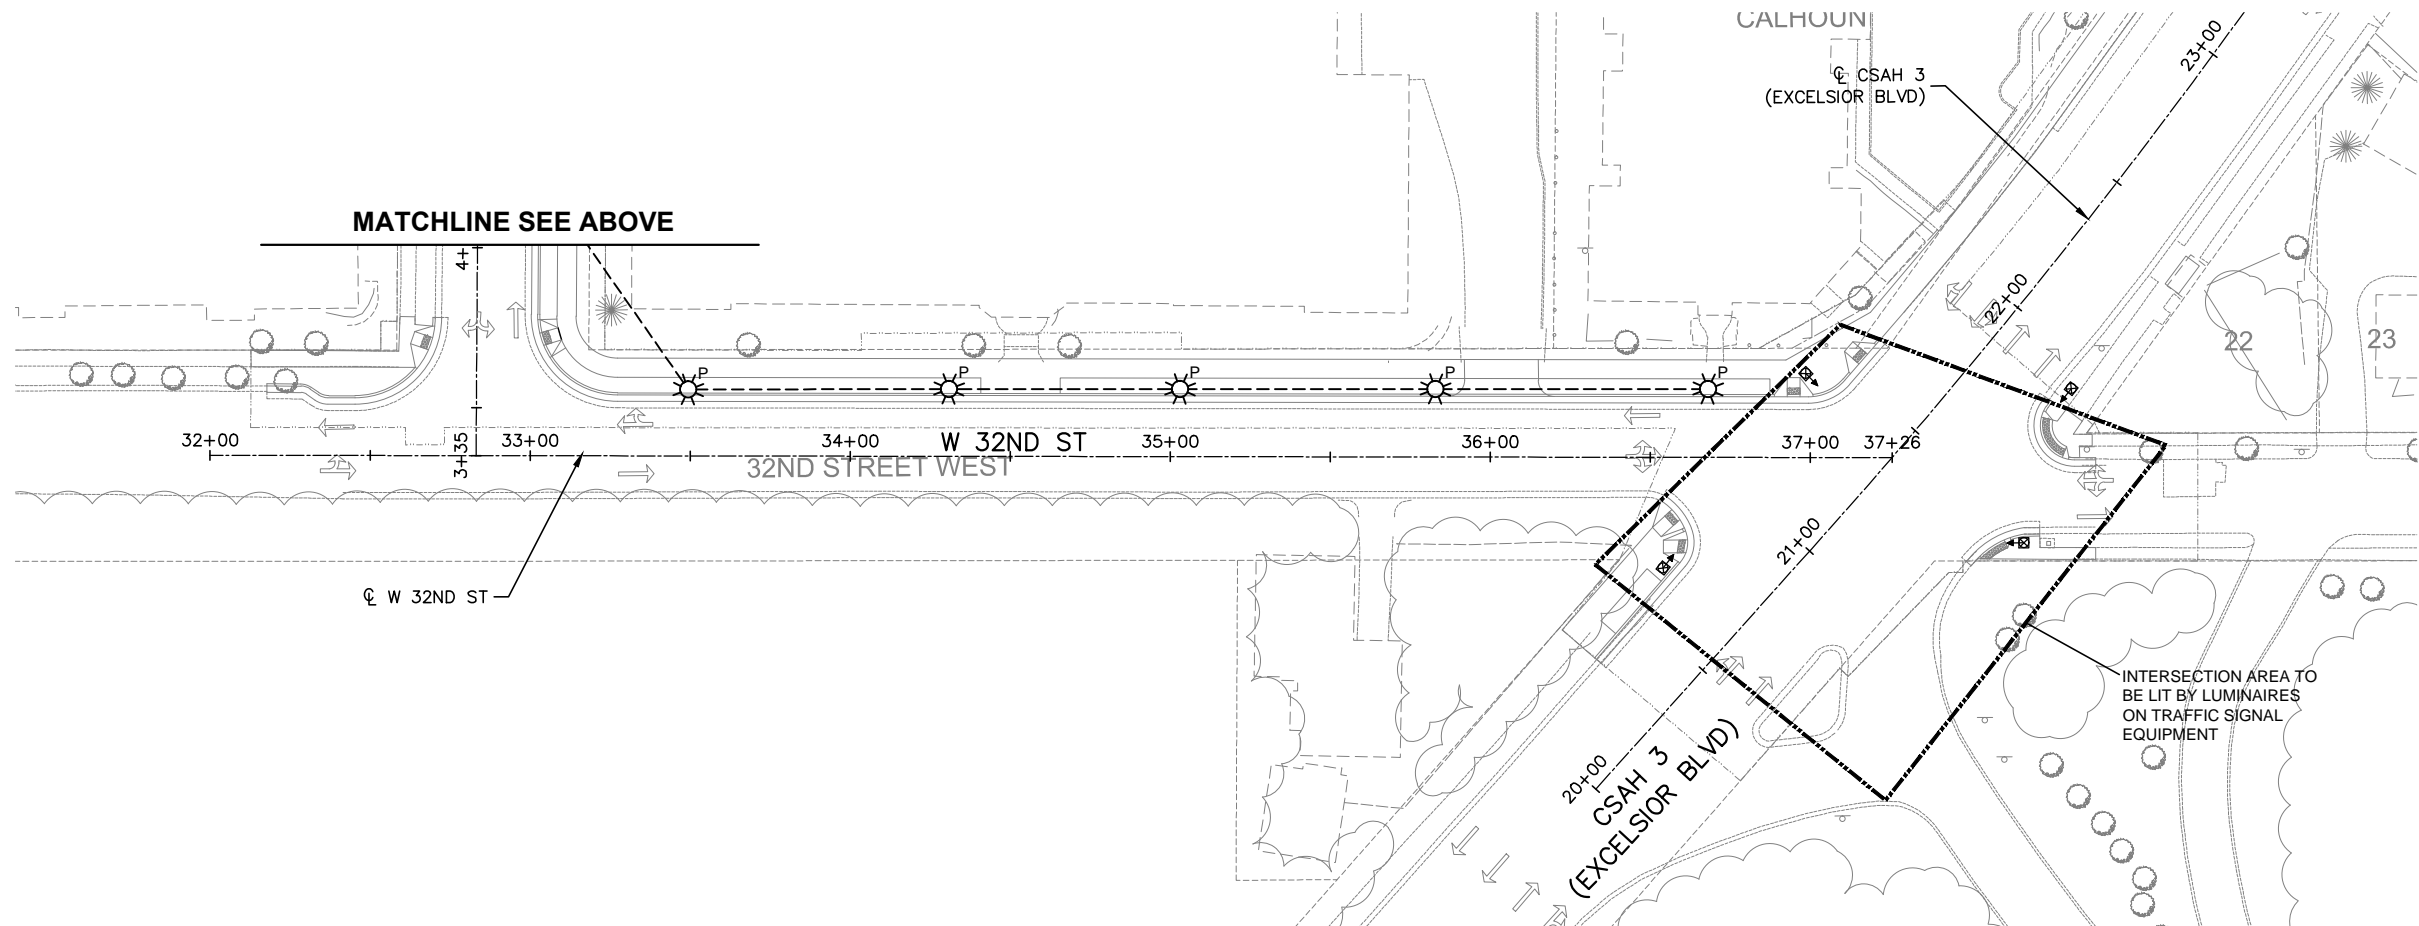 CALHOUN
23+00
℄ CSAH 3
(EXCELSIOR BLVD)
MATCHLINE SEE ABOVE
4+
22+00
22
23
P
P
P
P
P
32+00
33+00
34+00
W 32ND ST
35+00
36+00
37+00
37+26
3+35
32ND STREET WEST
21+00
℄ W 32ND ST
INTERSECTION AREA TO
BE LIT BY LUMINAIRES
ON TRAFFIC SIGNAL
EQUIPMENT
20+00
CSAH 3
(EXCELSIOR BLVD)